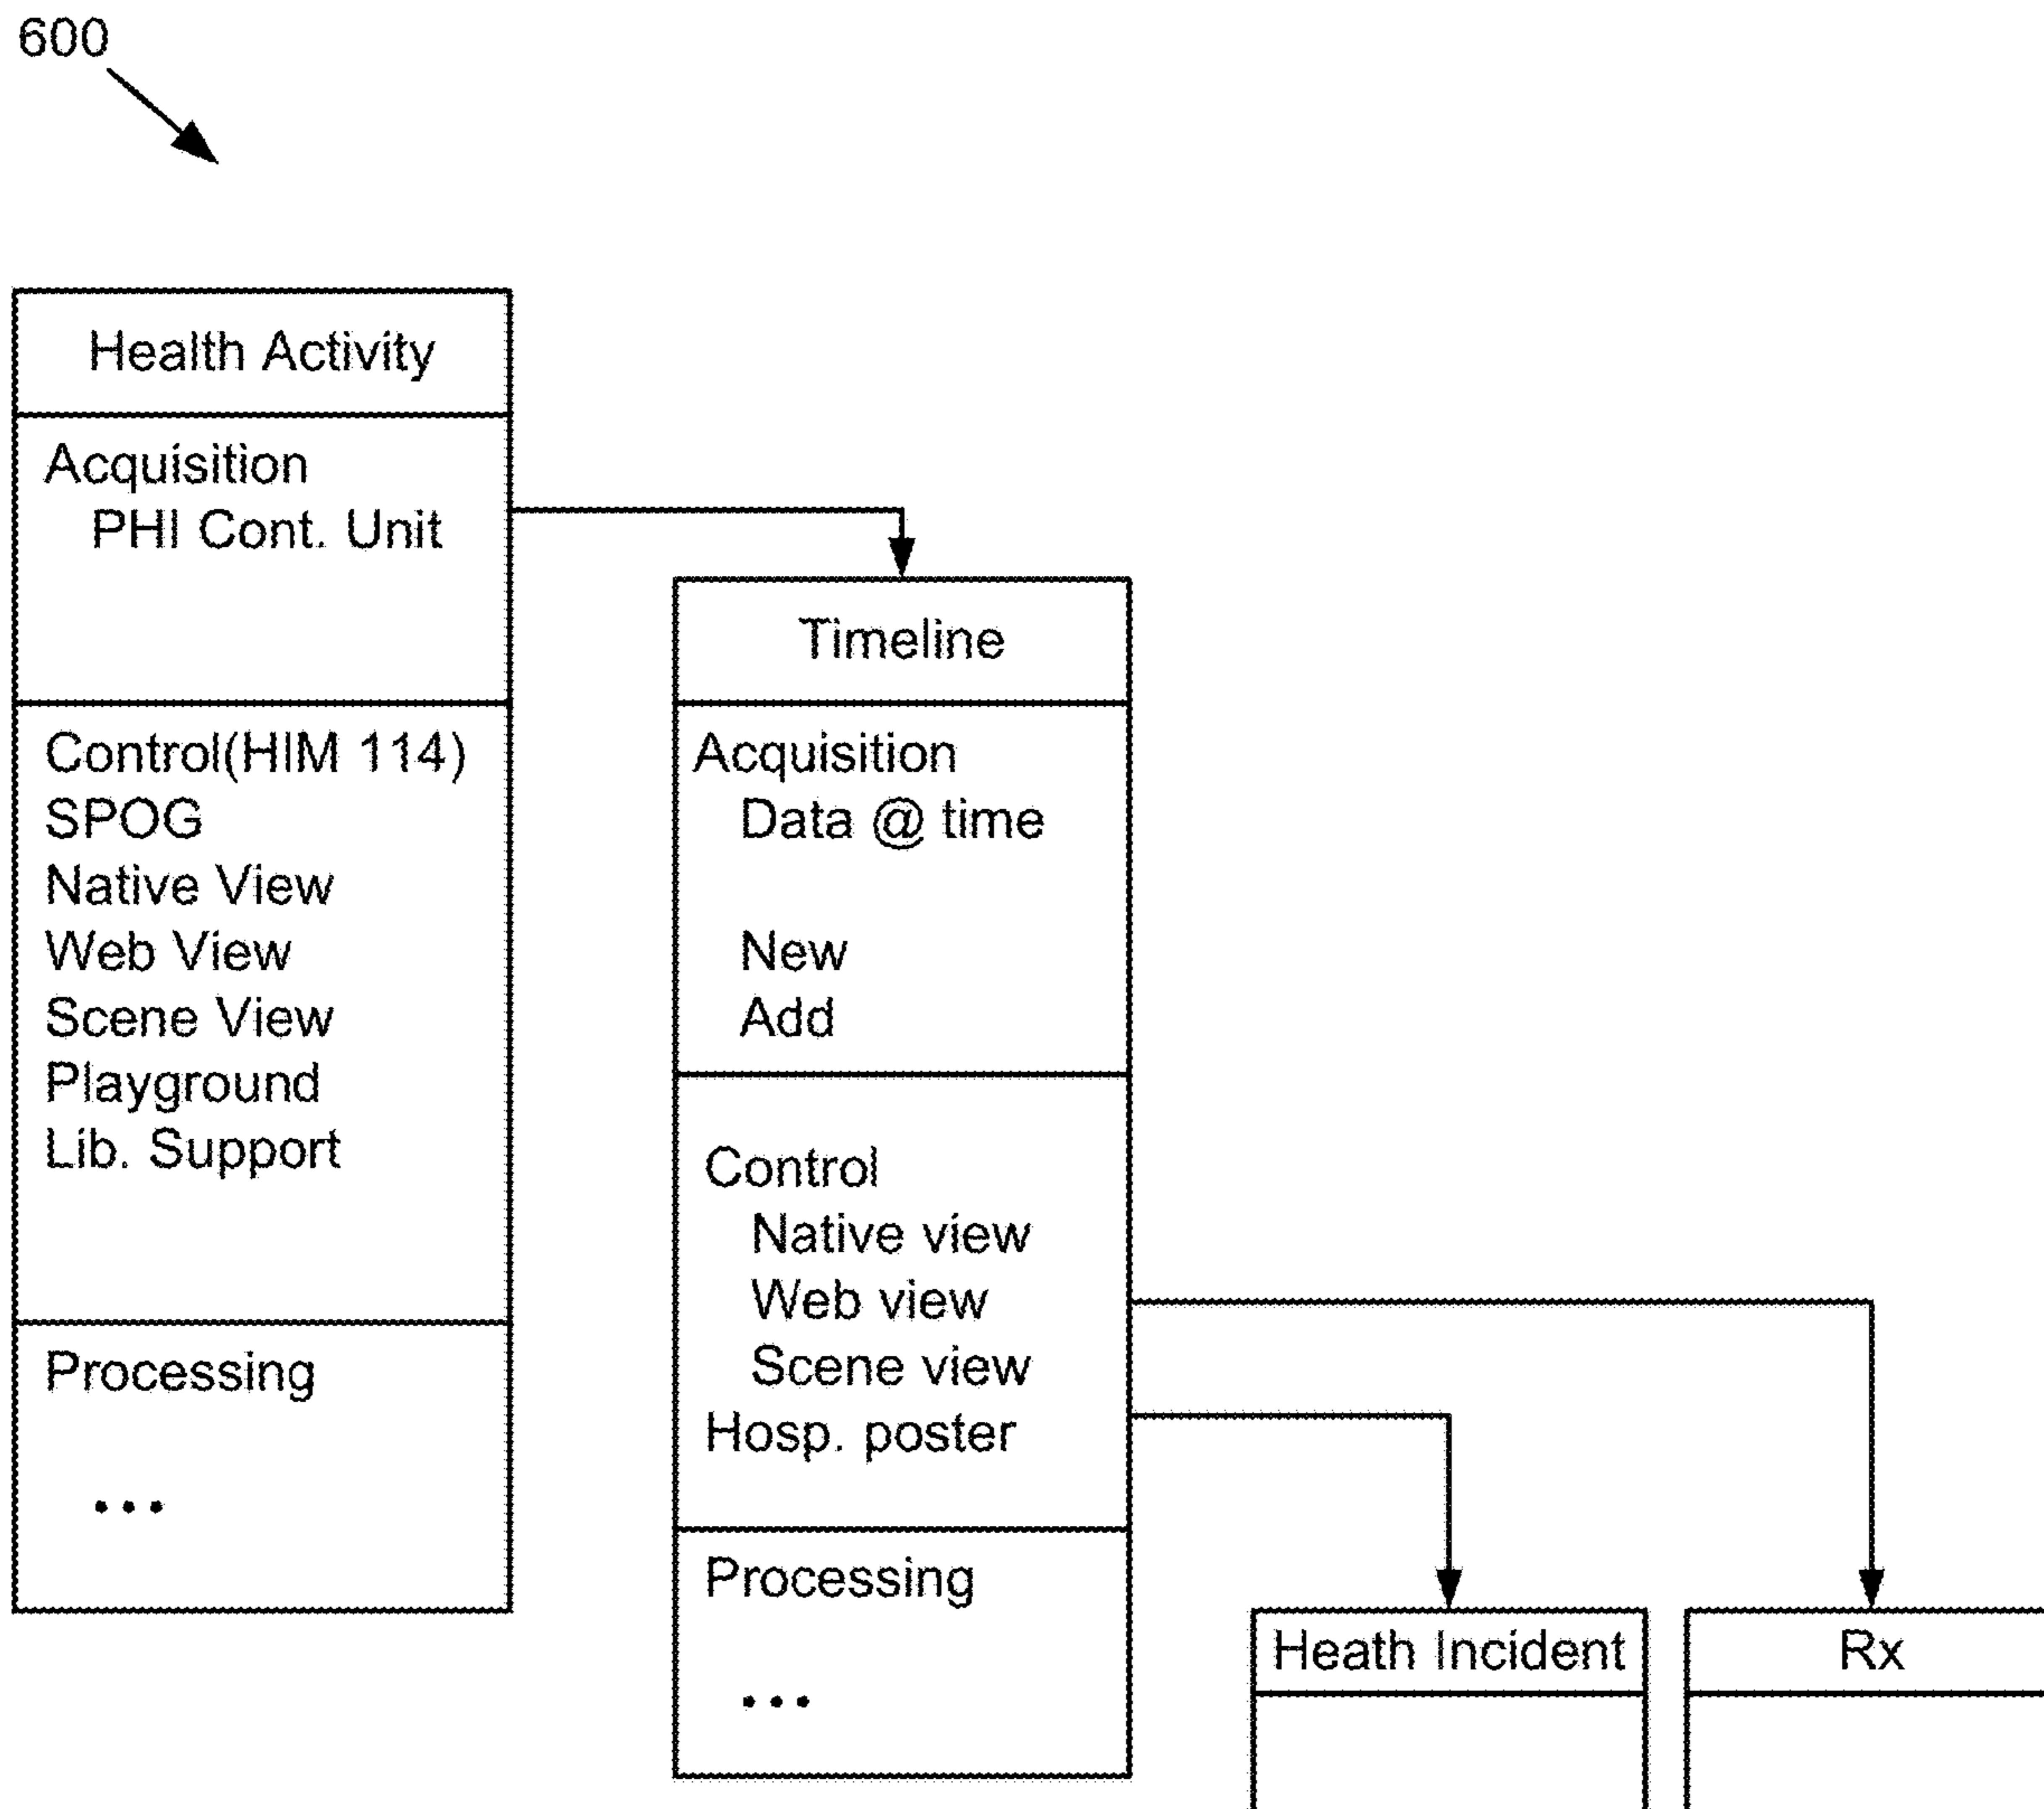 600
Health Activity
Acquisition
PHI Cont. Unit
Control(HIM 114)
SPOG
Native View
Web View
Scene View
Playground
Lib. Support
Processing
...
Timeline
Acquisition
Data @ time
New
Add
Control
Native view
Web view
Scene view
Hosp. poster
Processing
...
Heath Incident
Rx